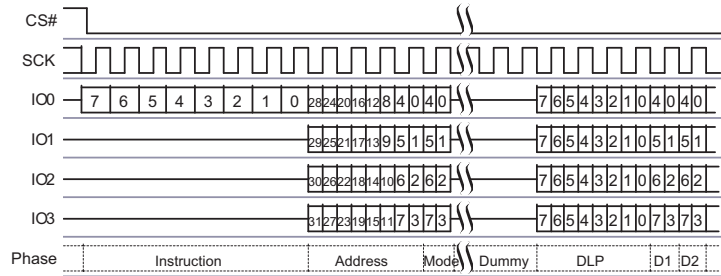 CS#
SCK
IO0 7 6 5 4 3 2 1 0 28 24 20 16 12 8 4 0 4 0 7 6 5 4 3 2 1 0 4 0 4 0
IO1 29 25 21 17 13 9 5 1 5 1 7 6 5 4 3 2 1 0 5 1 5 1
IO2 30 26 22 18 14 10 6 2 6 2 7 6 5 4 3 2 1 0 6 2 6 2
IO3 31 27 23 19 15 11 7 3 7 3 7 6 5 4 3 2 1 0 7 3 7 3
Phase Instruction Address Mode Dummy DLP D1 D2